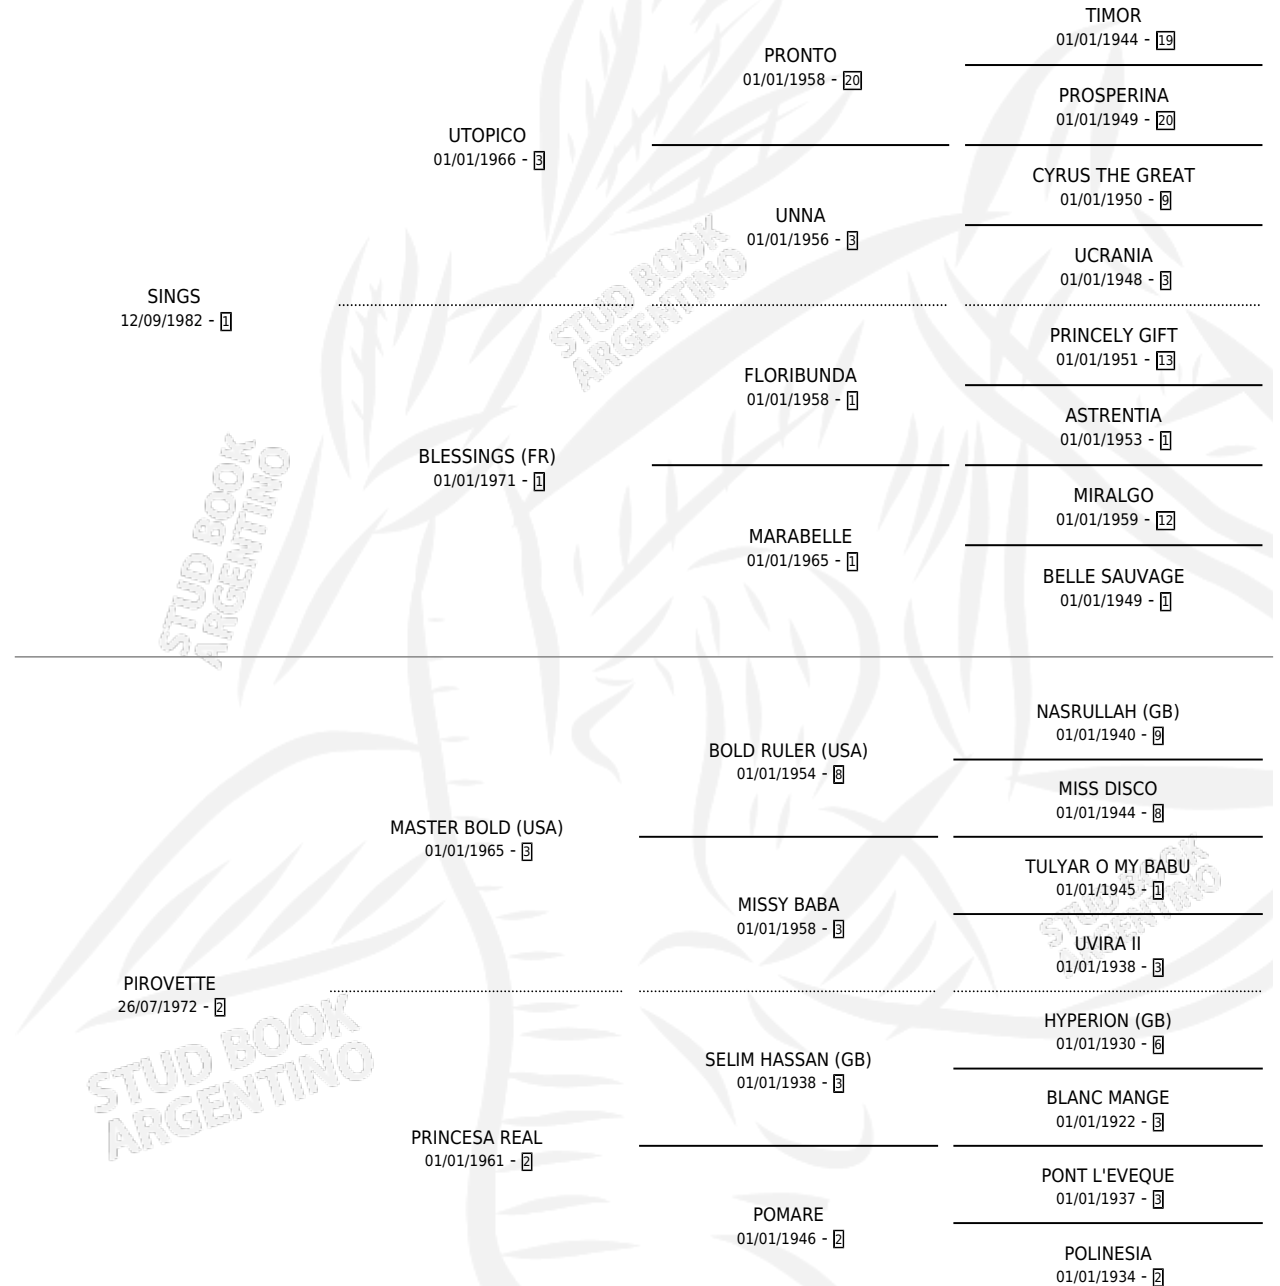 TIMOR
01/01/1944 - 19
PRONTO
01/01/1958 - 20
PROSPERINA
01/01/1949 - 20
UTOPICO
01/01/1966 - 3
CYRUS THE GREAT
01/01/1950 - 9
UNNA
01/01/1956 - 3
UCRANIA
01/01/1948 - 3
SINGS
12/09/1982 - 1
PRINCELY GIFT
01/01/1951 - 13
FLORIBUNDA
01/01/1958 - 1
ASTRENTIA
01/01/1953 - 1
BLESSINGS (FR)
01/01/1971 - 1
MIRALGO
01/01/1959 - 12
MARABELLE
01/01/1965 - 1
BELLE SAUVAGE
01/01/1949 - 1
STUD BOOK
ARGENTINO
STUD BOOK
ARGENTINO
NASRULLAH (GB)
01/01/1940 - 9
BOLD RULER (USA)
01/01/1954 - 8
MISS DISCO
01/01/1944 - 8
MASTER BOLD (USA)
01/01/1965 - 3
TULYAR O MY BABU
01/01/1945 - 1
MISSY BABA
01/01/1958 - 3
UVIRA II
01/01/1938 - 3
PIROVETTE
26/07/1972 - 2
HYPERION (GB)
01/01/1930 - 6
SELIM HASSAN (GB)
01/01/1938 - 3
BLANC MANGE
01/01/1922 - 3
PRINCESA REAL
01/01/1961 - 2
PONT L'EVEQUE
01/01/1937 - 3
POMARE
01/01/1946 - 2
POLINESIA
01/01/1934 - 2
STUD BOOK
ARGENTINO
STUD BOOK
ARGENTINO